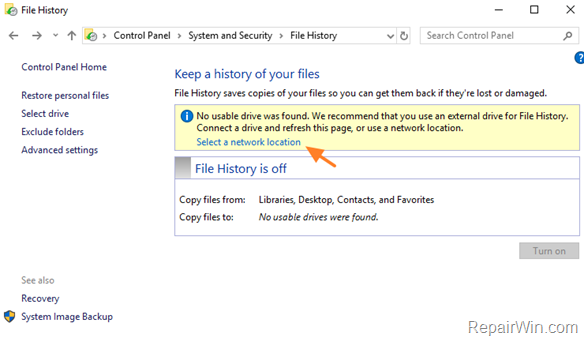 File History
Control Panel > System and Security > File History
Search Control Panel
Control Panel Home
Restore personal files
Select drive
Exclude folders
Advanced settings
Keep a history of your files
File History saves copies of your files so you can get them back if they're lost or damaged.
No usable drive was found. We recommend that you use an external drive for File History.
Connect a drive and refresh this page, or use a network location.
Select a network location
File History is off
Copy files from: Libraries, Desktop, Contacts, and Favorites
Copy files to: No usable drives were found.
Turn on
See also
Recovery
System Image Backup
RepairWin.com